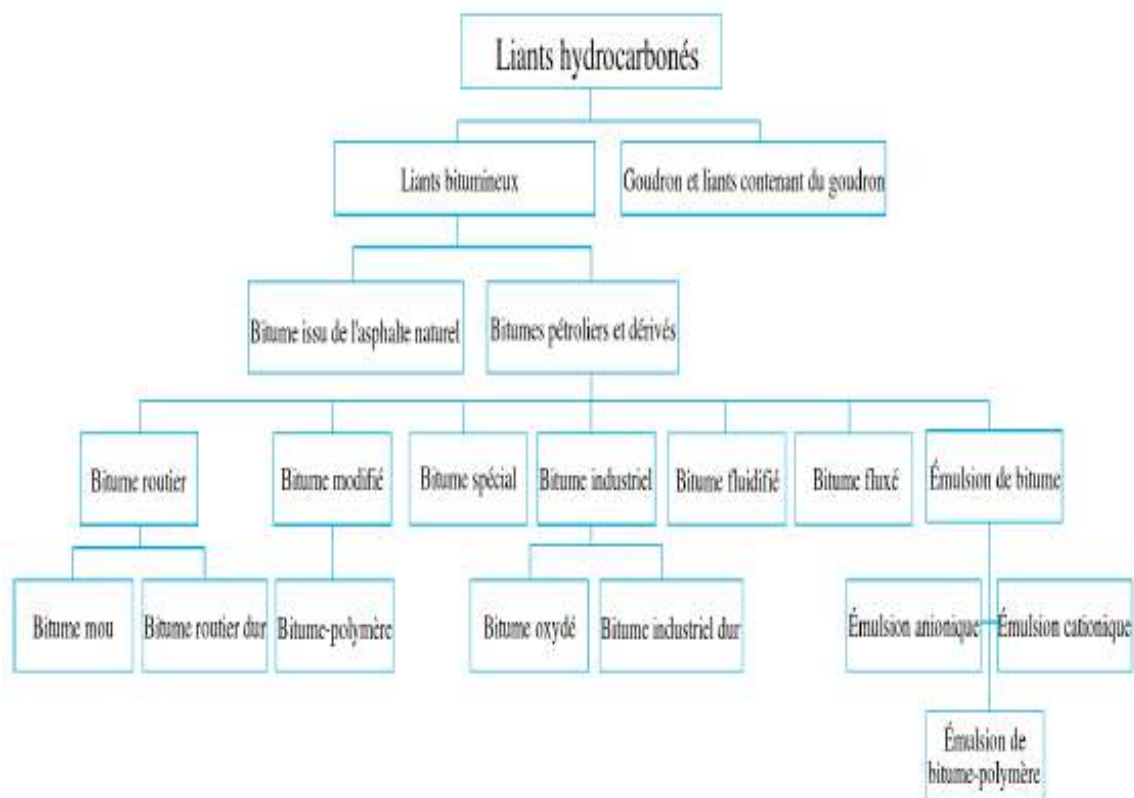 Liants hydrocarbonés
Liants bitumineux
Goudron et liants contenant du goudron
Bitume issu de l'asphalte naturel
Bitumes pétroliers et dérivés
Bitume routier
Bitume modifié
Bitume spécial
Bitume industriel
Bitume fluidifié
Bitume fluxé
Émulsion de bitume
Bitume mou
Bitume routier dur
Bitume-polymère
Bitume oxydé
Bitume industriel dur
Émulsion anionique
Émulsion cationique
Émulsion de
bitume-polymère